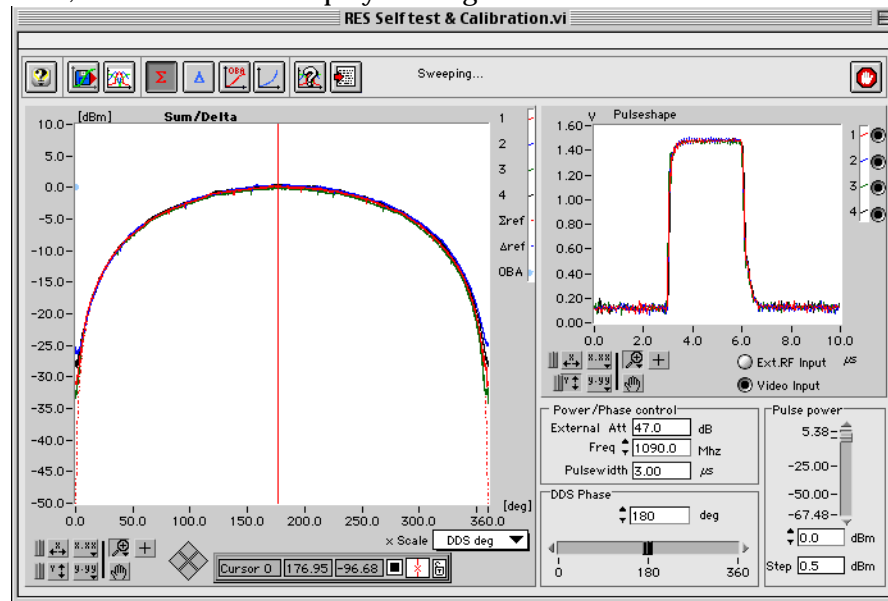 RES Self test & Calibration.vi
?
Σ
Δ
OBA
Sweeping...
[dBm] Sum/Delta
10.0
5.0
0.0
-5.0
-10.0
-15.0
-20.0
-25.0
-30.0
-35.0
-40.0
-45.0
-50.0
0.0 50.0 100.0 150.0 200.0 250.0 300.0 360.0
[deg]
1
2
3
4
Σref
Δref
OBA
x Scale DDS deg
X X.XX
Y Y.YY
Cursor 0 176.95 -96.68
V Pulseshape
1.60
1.40
1.20
1.00
0.80
0.60
0.40
0.20
0.00
0.0 2.0 4.0 6.0 8.0 10.0
µs
1
2
3
4
X X.XX
Y Y.YY
Ext.RF Input
Video Input
Power/Phase control
External Att 47.0 dB
Freq 1090.0 Mhz
Pulsewidth 3.00 µs
DDS Phase
180 deg
0 180 360
Pulse power
5.38
-25.00
-50.00
-67.48
0.0 dBm
Step 0.5 dBm